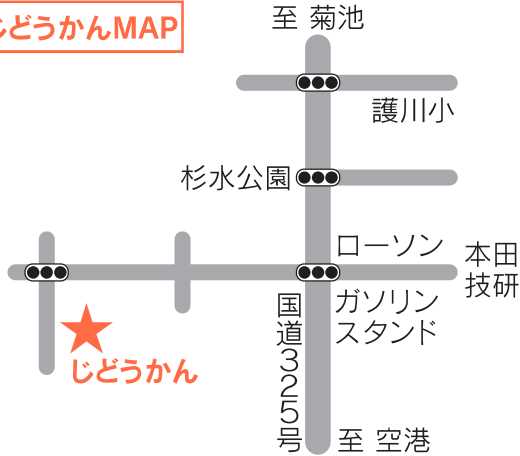 じどうかんMAP
至 菊池
護川小
杉水公園
ローソン
本田
技研
ガソリン
スタンド
国道325号
じどうかん
至 空港